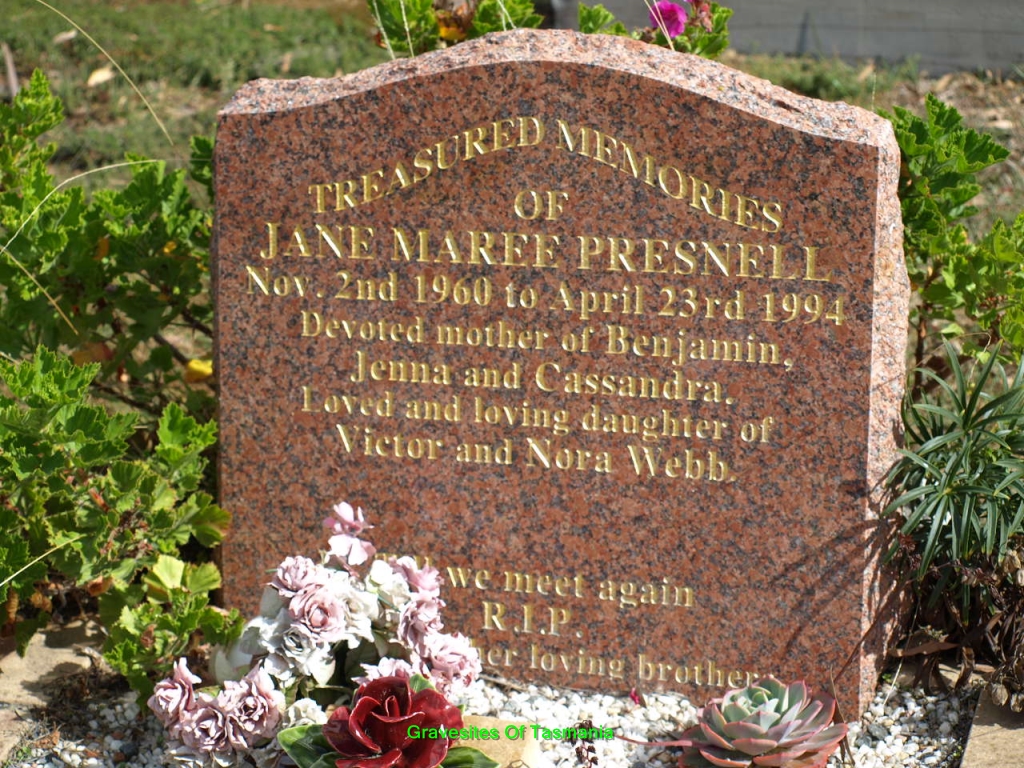 TREASURED MEMORIES
OF
JANE MAREE PRESNELL
Nov. 2nd 1960 to April 23rd 1994
Devoted mother of Benjamin,
Jenna and Cassandra.
Loved and loving daughter of
Victor and Nora Webb.
we meet again
R.I.P.
loving brother
Gravesites Of Tasmania